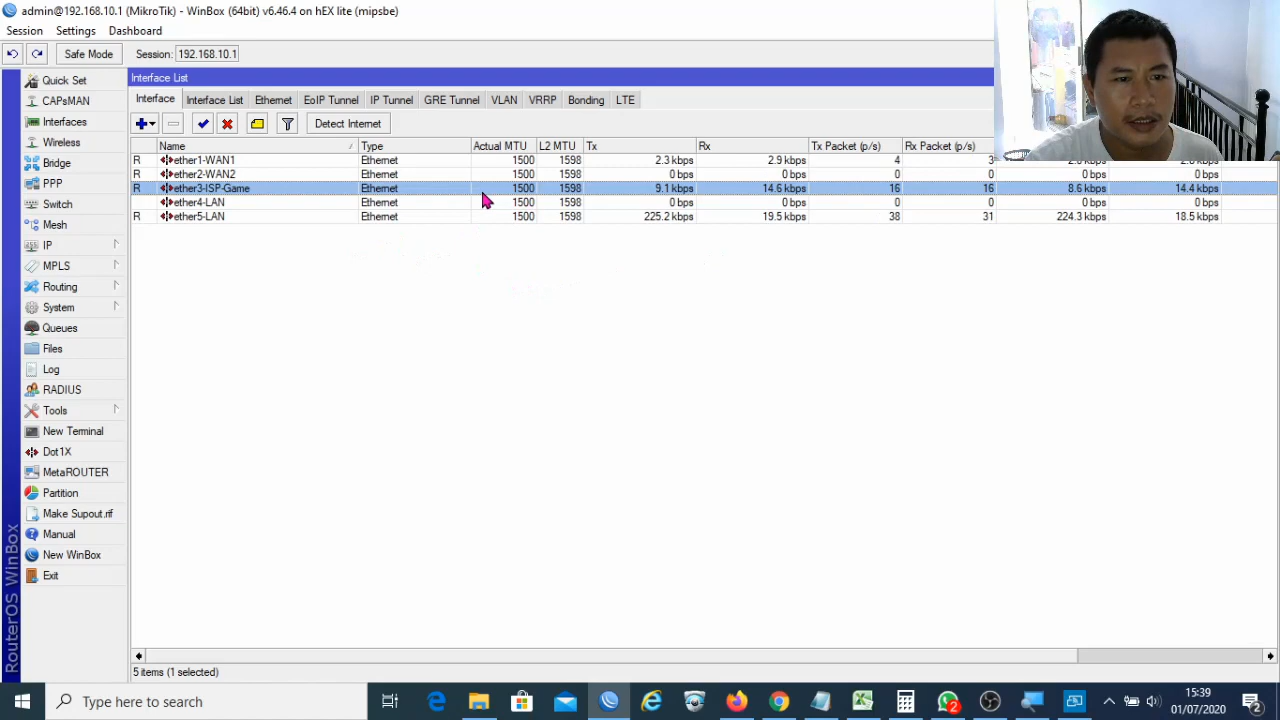 admin@192.168.10.1 (MikroTik) - WinBox (64bit) v6.46.4 on hEX lite (mipsbe)
Session Settings Dashboard
Safe Mode Session: 192.168.10.1
Quick Set
CAPsMAN
Interfaces
Wireless
Bridge
PPP
Switch
Mesh
IP
MPLS
Routing
System
Queues
Files
Log
RADIUS
Tools
New Terminal
Dot1X
MetaROUTER
Partition
Make Supout.rif
Manual
New WinBox
Exit
RouterOS WinBox
Interface List
Interface Interface List Ethernet EoIP Tunnel IP Tunnel GRE Tunnel VLAN VRRP Bonding LTE
Detect Internet
Name Type Actual MTU L2 MTU Tx Rx Tx Packet (p/s) Rx Packet (p/s)
R ether1-WAN1 Ethernet 1500 1598 2.3 kbps 2.9 kbps 4 3
ether2-WAN2 Ethernet 1500 1598 0 bps 0 bps 0 0 0 bps 0 bps
R ether3-ISP-Game Ethernet 1500 1598 9.1 kbps 14.6 kbps 16 16 8.6 kbps 14.4 kbps
ether4-LAN Ethernet 1500 1598 0 bps 0 bps 0 0 0 bps 0 bps
R ether5-LAN Ethernet 1500 1598 225.2 kbps 19.5 kbps 38 31 224.3 kbps 18.5 kbps
5 items (1 selected)
Type here to search
2
15:39
01/07/2020
2